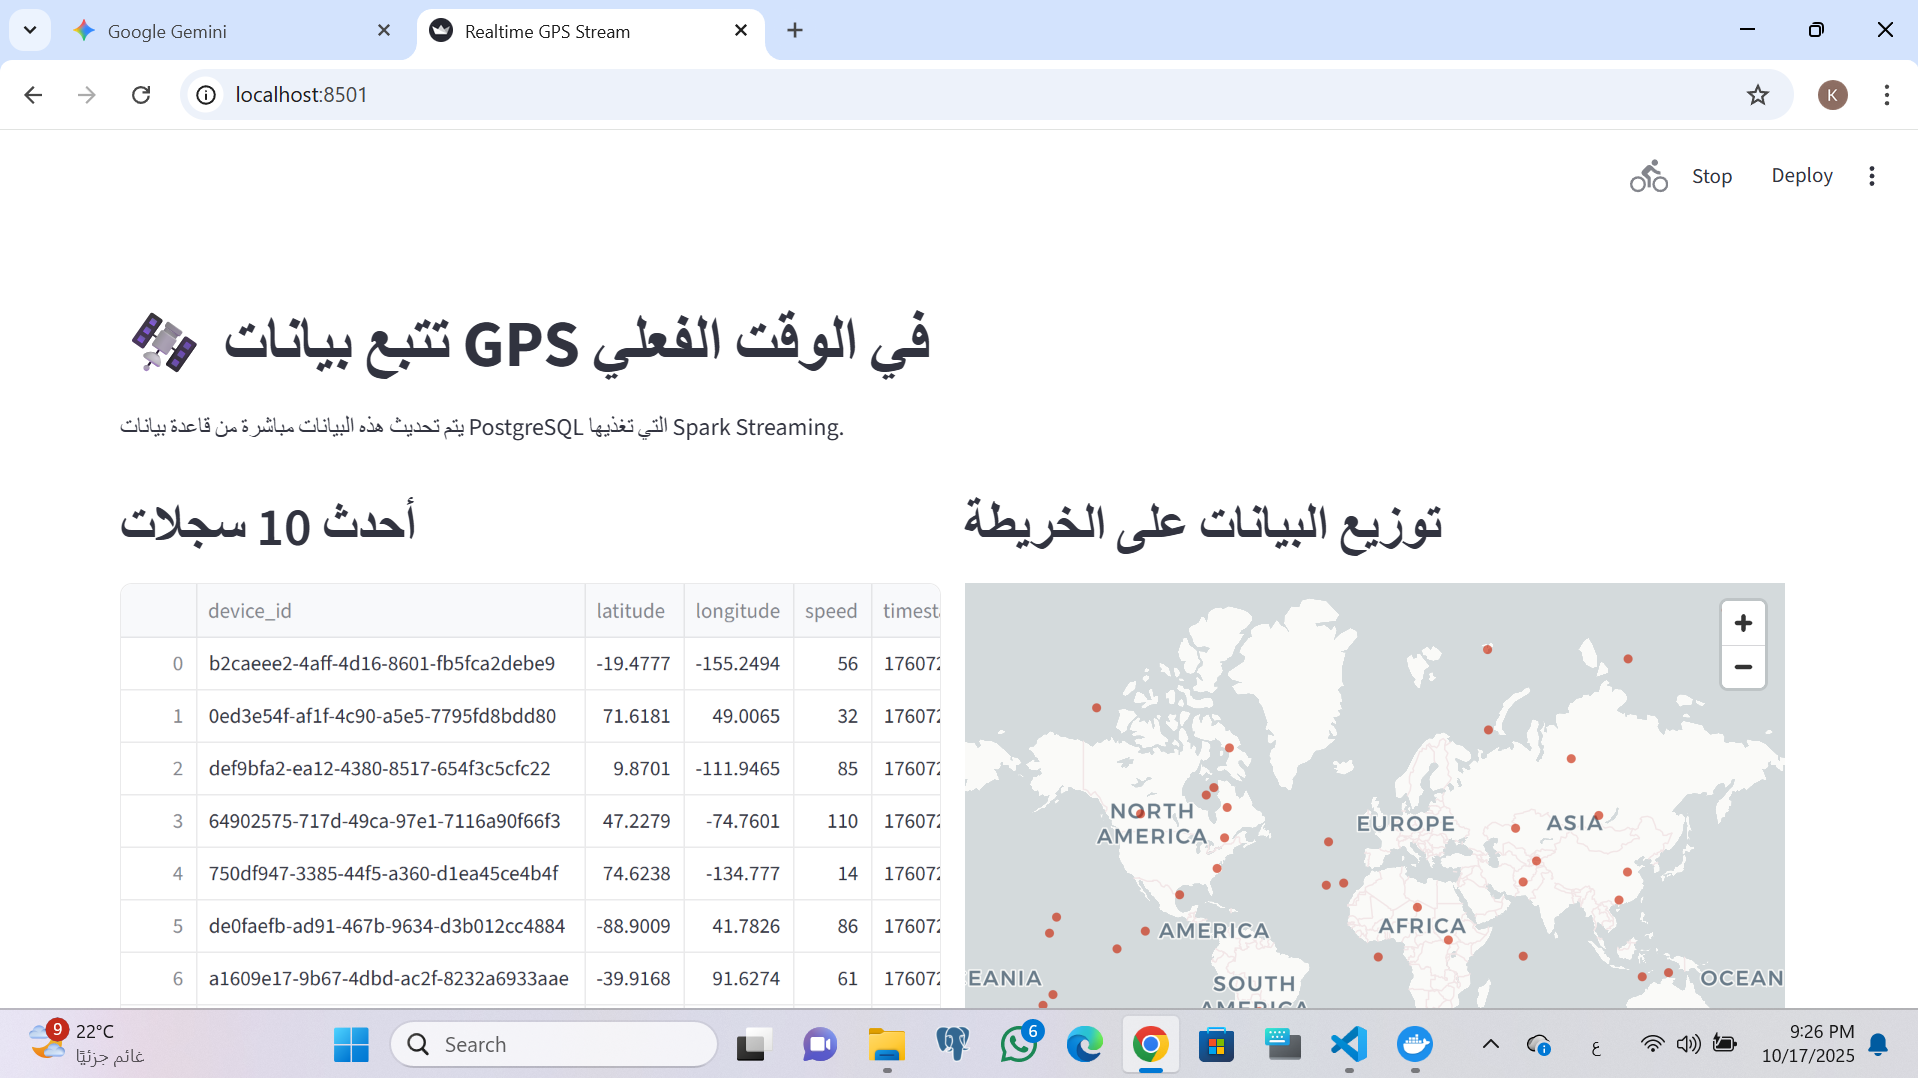 Google Gemini
Realtime GPS Stream
localhost:8501
K
Stop
Deploy
تتبع بيانات GPS في الوقت الفعلي
يتم تحديث هذه البيانات مباشرة من قاعدة بيانات PostgreSQL التي تغذيها Spark Streaming.
أحدث 10 سجلات
device_id latitude longitude speed timesta
0 b2caeee2-4aff-4d16-8601-fb5fca2debe9 -19.4777 -155.2494 56 176072
1 0ed3e54f-af1f-4c90-a5e5-7795fd8bdd80 71.6181 49.0065 32 176072
2 def9bfa2-ea12-4380-8517-654f3c5cfc22 9.8701 -111.9465 85 176072
3 64902575-717d-49ca-97e1-7116a90f66f3 47.2279 -74.7601 110 176072
4 750df947-3385-44f5-a360-d1ea45ce4b4f 74.6238 -134.777 14 176072
5 de0faefb-ad91-467b-9634-d3b012cc4884 -88.9009 41.7826 86 176072
6 a1609e17-9b67-4dbd-ac2f-8232a6933aae -39.9168 91.6274 61 176072
توزيع البيانات على الخريطة
+
−
NORTH
AMERICA
EUROPE
ASIA
AMERICA
AFRICA
EANIA
SOUTH
AMERICA
OCEAN
9
22°C
غائم جزئيًا
Search
6
ع
9:26 PM
10/17/2025